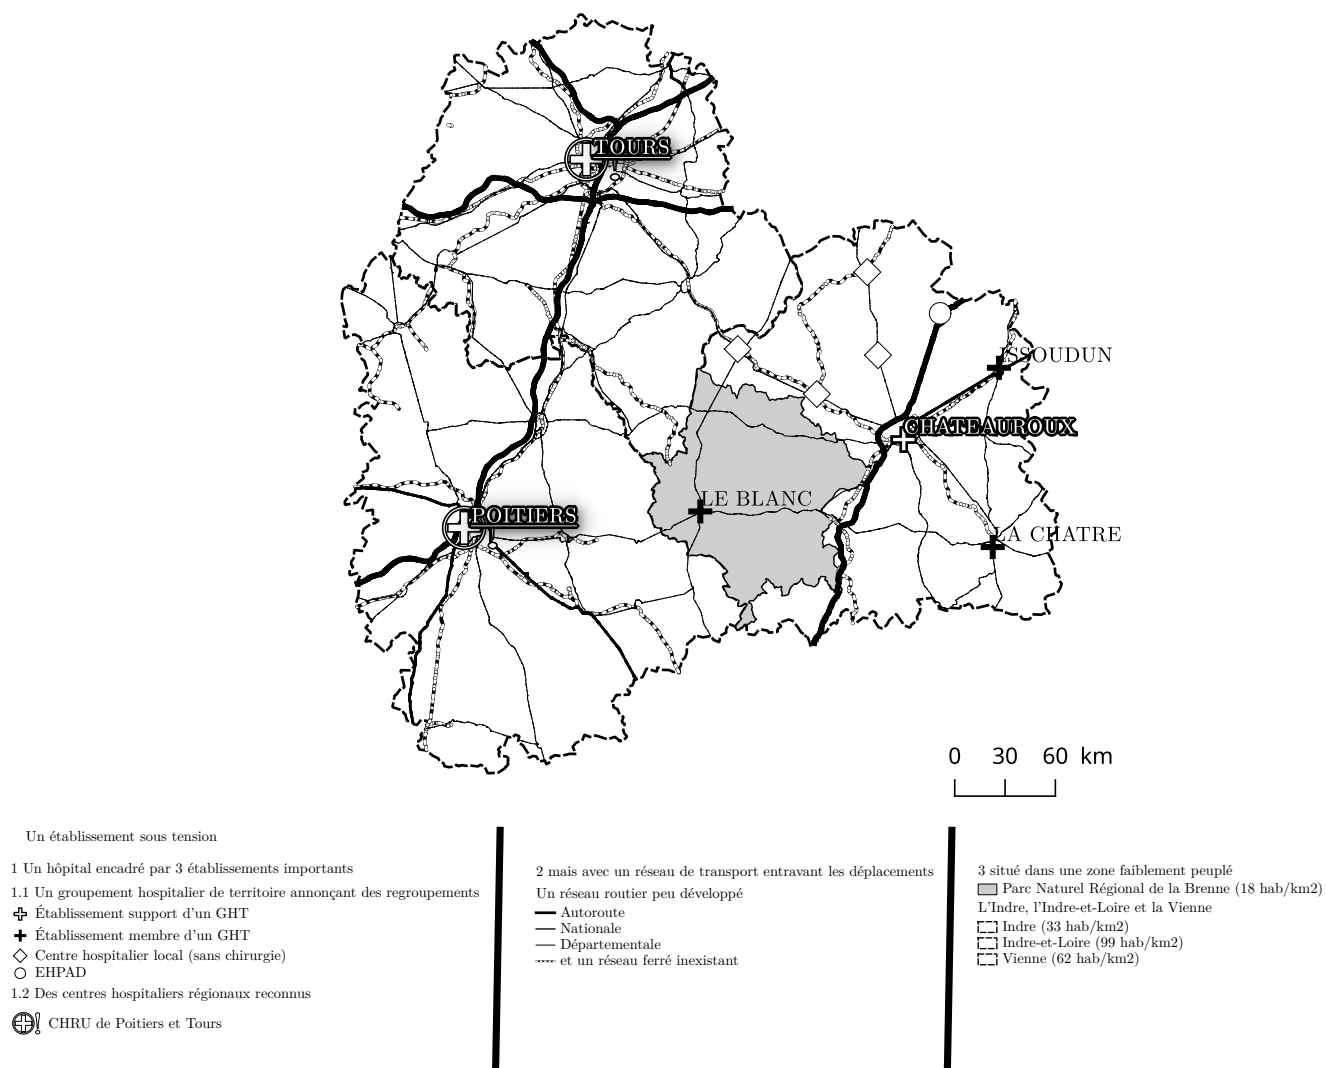 TOURS
ISSOUDUN
CHATEAUROUX
LE BLANC
POITIERS
LA CHATRE
0 30 60 km
Un établissement sous tension
1 Un hôpital encadré par 3 établissements importants
1.1 Un groupement hospitalier de territoire annonçant des regroupements
Établissement support d'un GHT
Établissement membre d'un GHT
Centre hospitalier local (sans chirurgie)
EHPAD
1.2 Des centres hospitaliers régionaux reconnus
CHRU de Poitiers et Tours
2 mais avec un réseau de transport entravant les déplacements
Un réseau routier peu développé
Autoroute
Nationale
Départementale
et un réseau ferré inexistant
3 situé dans une zone faiblement peuplé
Parc Naturel Régional de la Brenne (18 hab/km2)
L'Indre, l'Indre-et-Loire et la Vienne
Indre (33 hab/km2)
Indre-et-Loire (99 hab/km2)
Vienne (62 hab/km2)